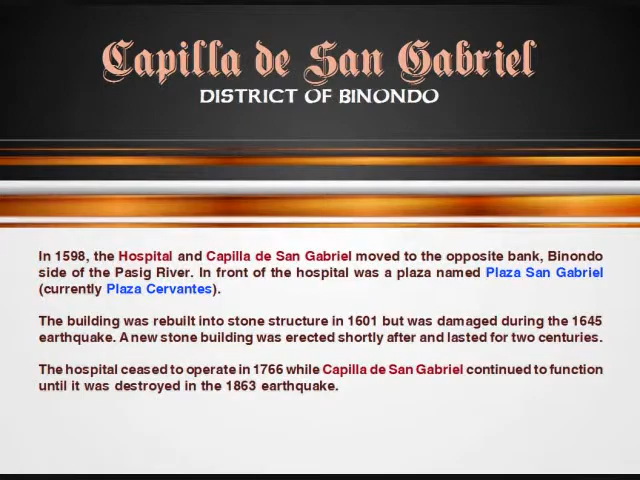 Capilla de San Gabriel
DISTRICT OF BINONDO
In 1598, the Hospital and Capilla de San Gabriel moved to the opposite bank, Binondo
side of the Pasig River. In front of the hospital was a plaza named Plaza San Gabriel
(currently Plaza Cervantes).
The building was rebuilt into stone structure in 1601 but was damaged during the 1645
earthquake. A new stone building was erected shortly after and lasted for two centuries.
The hospital ceased to operate in 1766 while Capilla de San Gabriel continued to function
until it was destroyed in the 1863 earthquake.